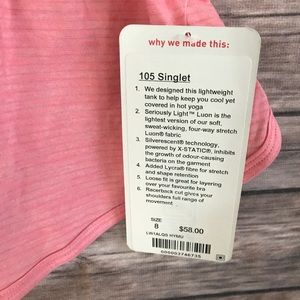 why we made this:
105 Singlet
1. We designed this lightweight
tank to help keep you cool yet
covered in hot yoga
2. Seriously Light™ Luon is the
lightest version of our soft,
sweat-wicking, four-way stretch
Luon® fabric
3. Silverescent® technology,
powered by X-STATIC®, inhibits
the growth of odour-causing
bacteria on the garment
4. Added Lycra® fibre for stretch
and shape retention
5. Loose fit is great for layering
over your favourite bra
6. Racerback cut gives your
shoulders full range of
movement
SIZE
8
$58.00